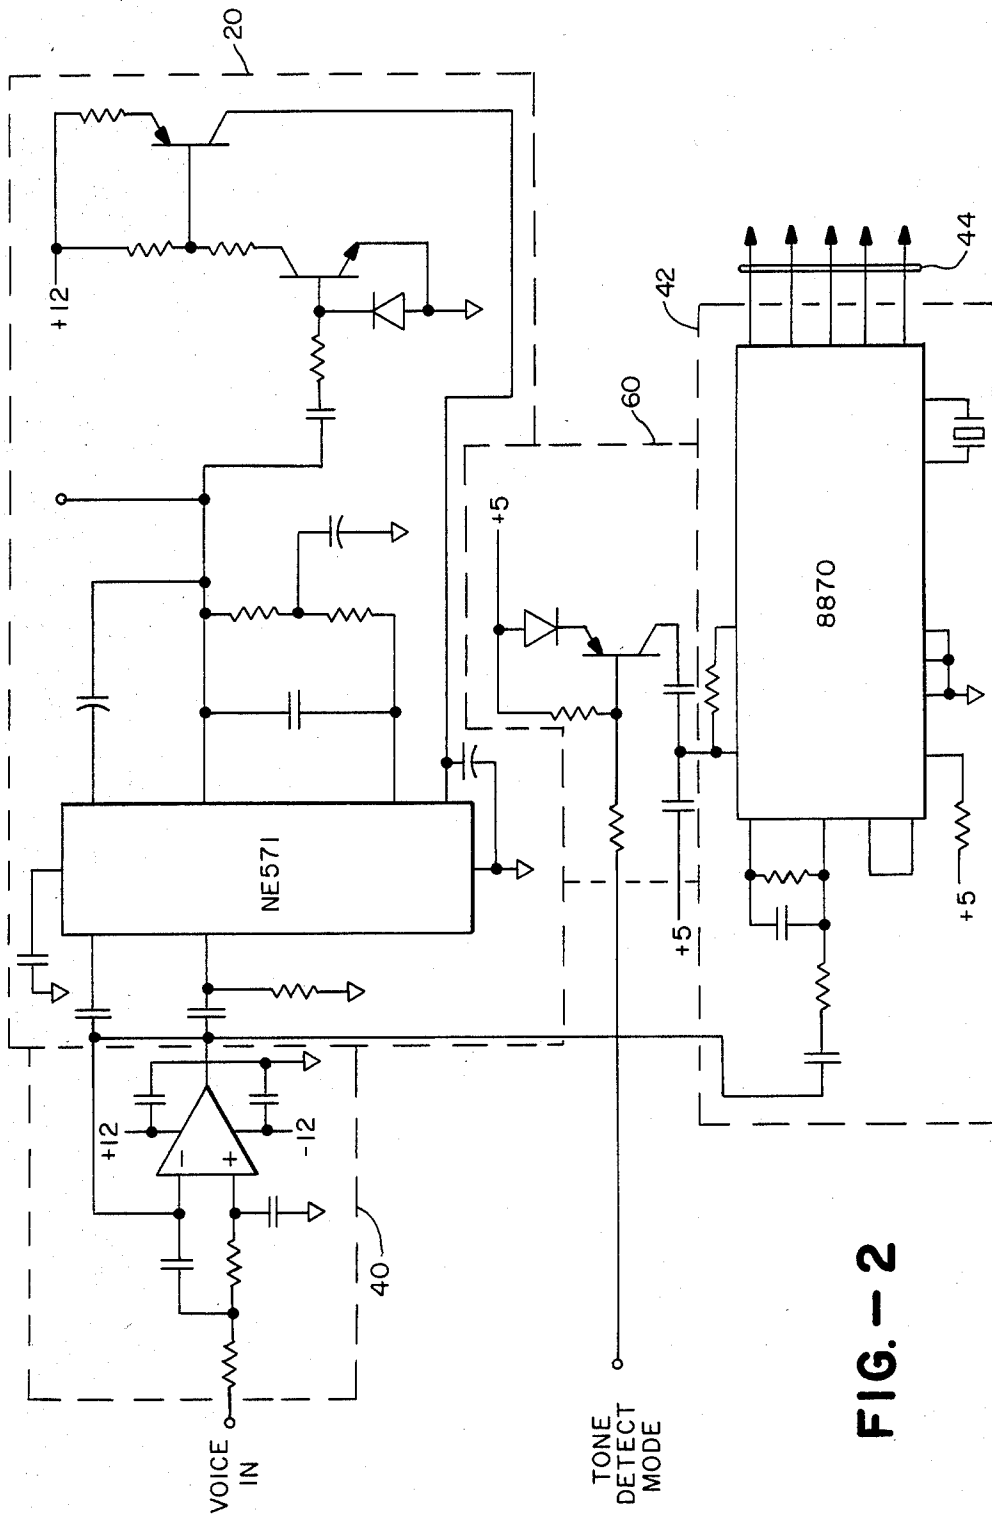 20
+12
42
44
60
+5
8870
NE571
+5
+5
+12
-12
−
+
40
VOICE
IN
TONE
DETECT
MODE
FIG.-2